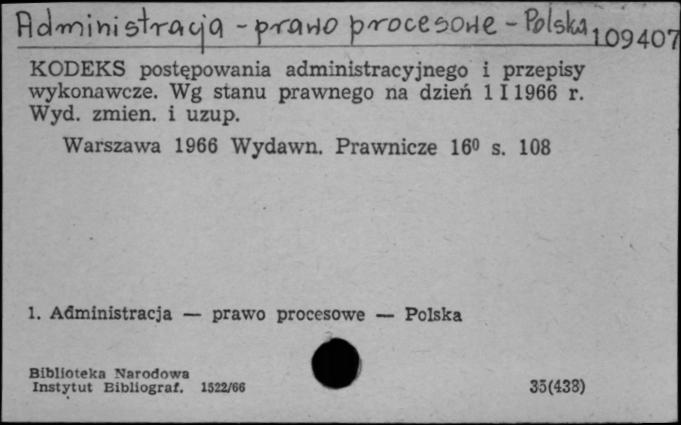 Administracja - prawo procesowe - Polska 109407
KODEKS postępowania administracyjnego i przepisy
wykonawcze. Wg stanu prawnego na dzień 1 I 1966 r.
Wyd. zmien. i uzup.
Warszawa 1966 Wydawn. Prawnicze 16⁰ s. 108
1. Administracja — prawo procesowe — Polska
Biblioteka Narodowa
Instytut Bibliograf. 1522/66 35(438)